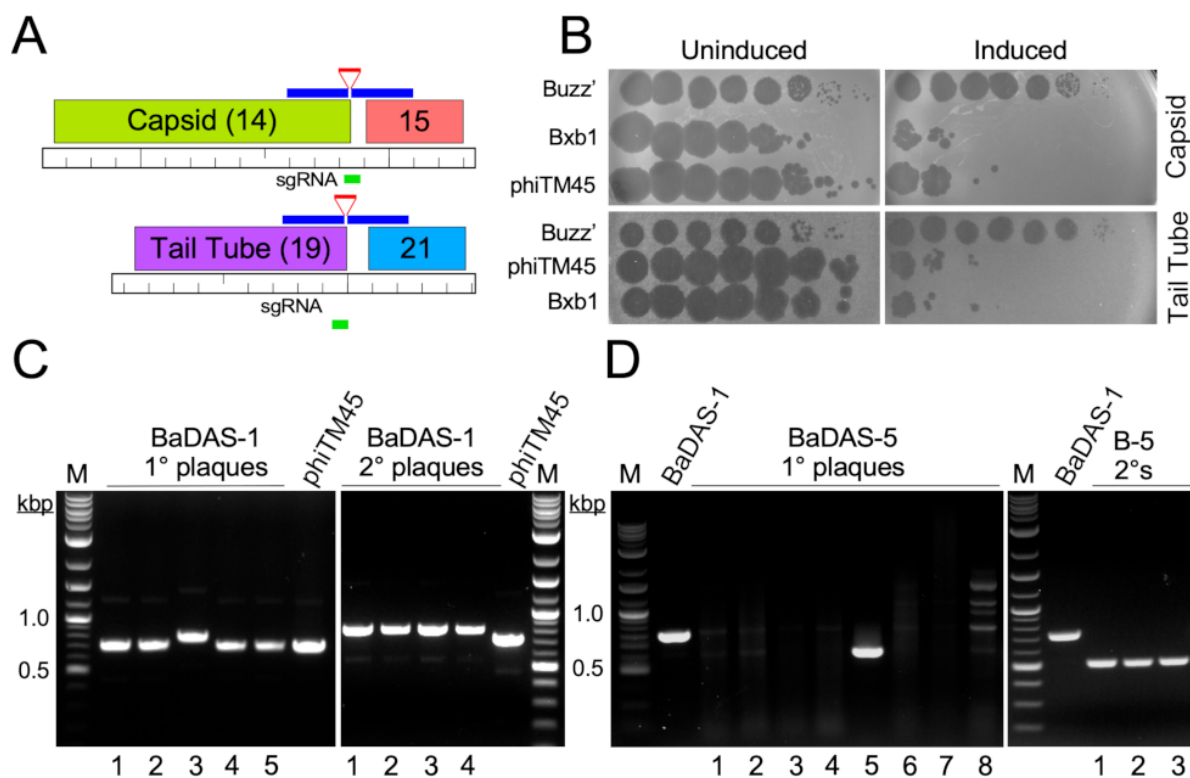 A
Capsid (14)
15
sgRNA
Tail Tube (19)
21
sgRNA
B
Uninduced
Induced
Buzz'
Bxb1
phiTM45
Capsid
Buzz'
phiTM45
Bxb1
Tail Tube
C
M
BaDAS-1
1° plaques
phiTM45
BaDAS-1
2° plaques
phiTM45
M
kbp
1.0
0.5
1 2 3 4 5
1 2 3 4
D
M
BaDAS-1
BaDAS-5
1° plaques
M
BaDAS-1
B-5
2°s
kbp
1.0
0.5
1 2 3 4 5 6 7 8
1 2 3